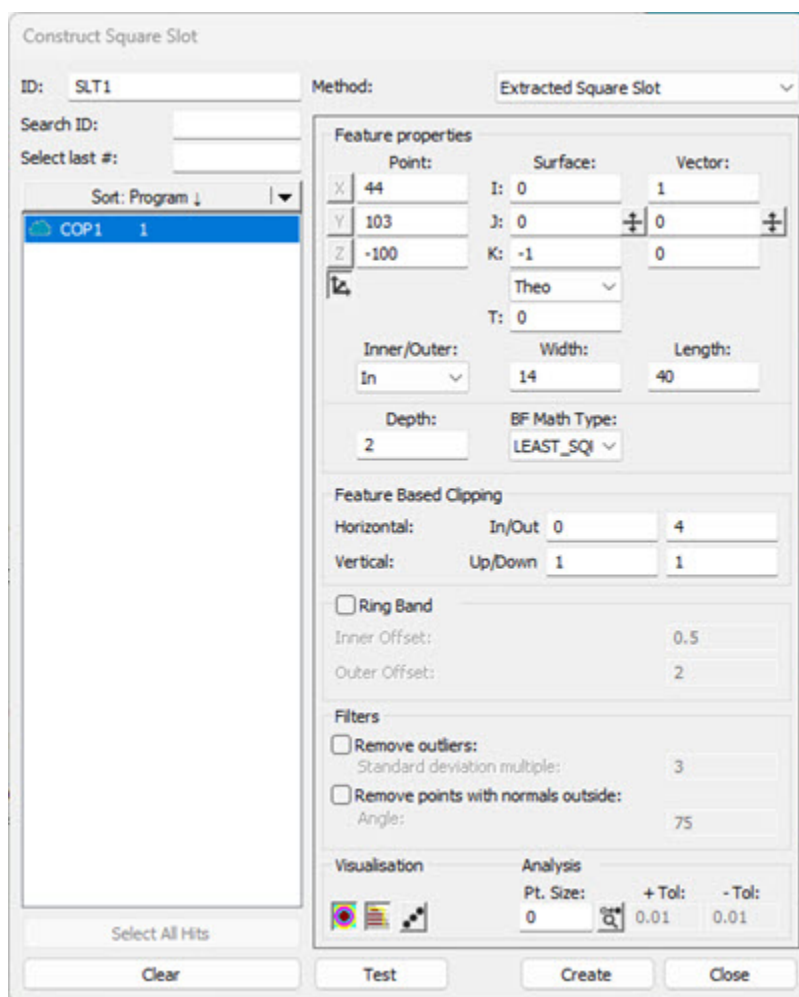 Construct Square Slot
ID: SLT1 Method: Extracted Square Slot
Search ID:
Select last #:
Sort: Program ↓
COP1 1
Select All Hits
Clear
Feature properties
Point: Surface: Vector:
X 44 I: 0 1
Y 103 J: 0 0
Z -100 K: -1 0
Theo
T: 0
Inner/Outer: Width: Length:
In 14 40
Depth: BF Math Type:
2 LEAST_SQI
Feature Based Clipping
Horizontal: In/Out 0 4
Vertical: Up/Down 1 1
Ring Band
Inner Offset: 0.5
Outer Offset: 2
Filters
Remove outliers:
Standard deviation multiple: 3
Remove points with normals outside:
Angle: 75
Visualisation Analysis
Pt. Size: + Tol: - Tol:
0 0.01 0.01
Test Create Close